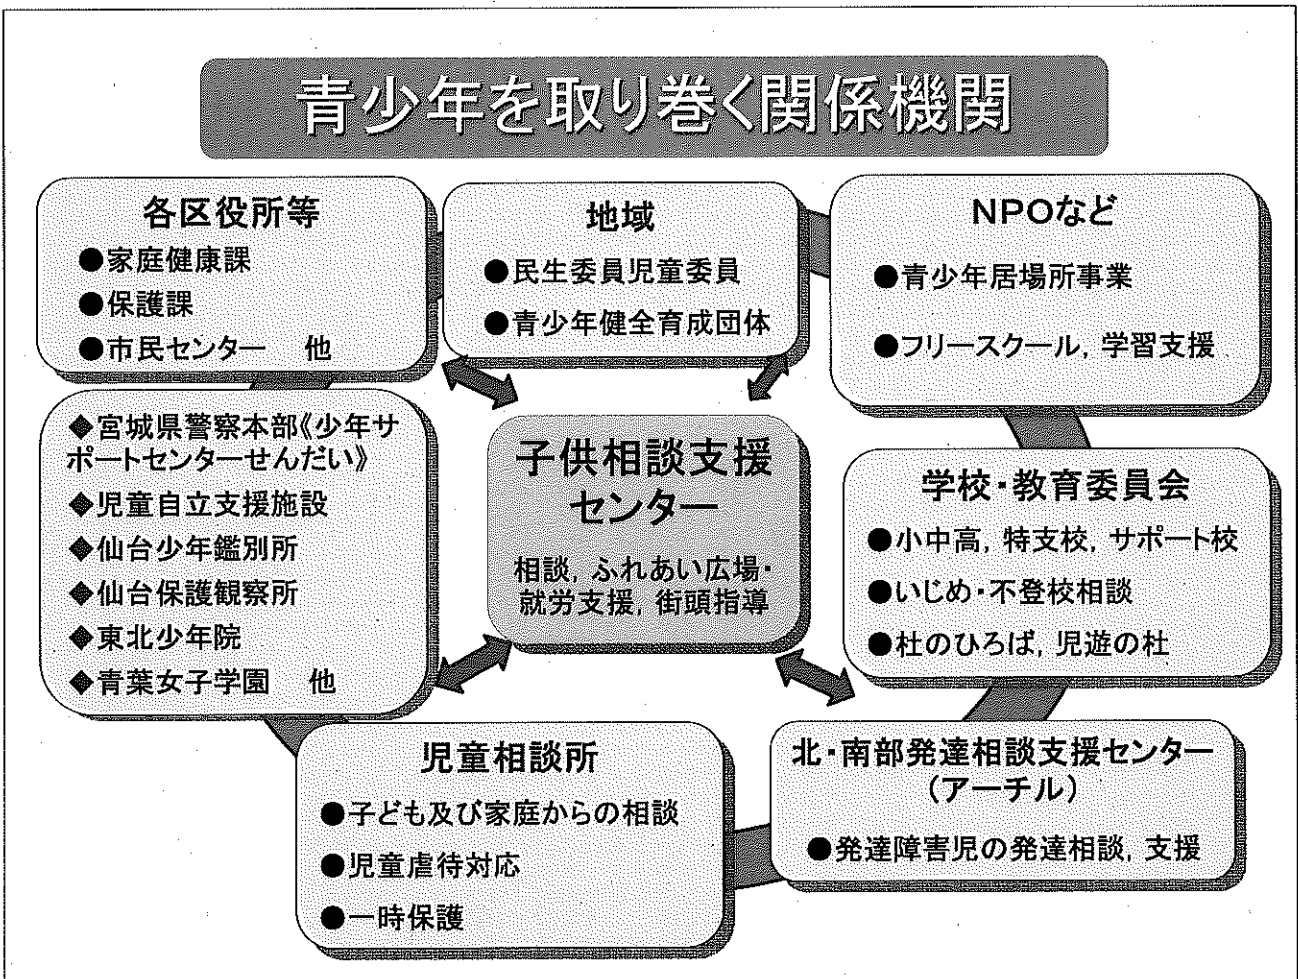 青少年を取り巻く関係機関
各区役所等
●家庭健康課
●保護課
●市民センター 他
地域
●民生委員児童委員
●青少年健全育成団体
NPOなど
●青少年居場所事業
●フリースクール, 学習支援
◆宮城県警察本部《少年サ
ポートセンターせんだい》
◆児童自立支援施設
◆仙台少年鑑別所
◆仙台保護観察所
◆東北少年院
◆青葉女子学園 他
子供相談支援
センター
相談, ふれあい広場・
就労支援, 街頭指導
学校・教育委員会
●小中高, 特支校, サポート校
●いじめ・不登校相談
●杜のひろば, 児遊の杜
児童相談所
●子ども及び家庭からの相談
●児童虐待対応
●一時保護
北・南部発達相談支援センター
(アーチル)
●発達障害児の発達相談, 支援